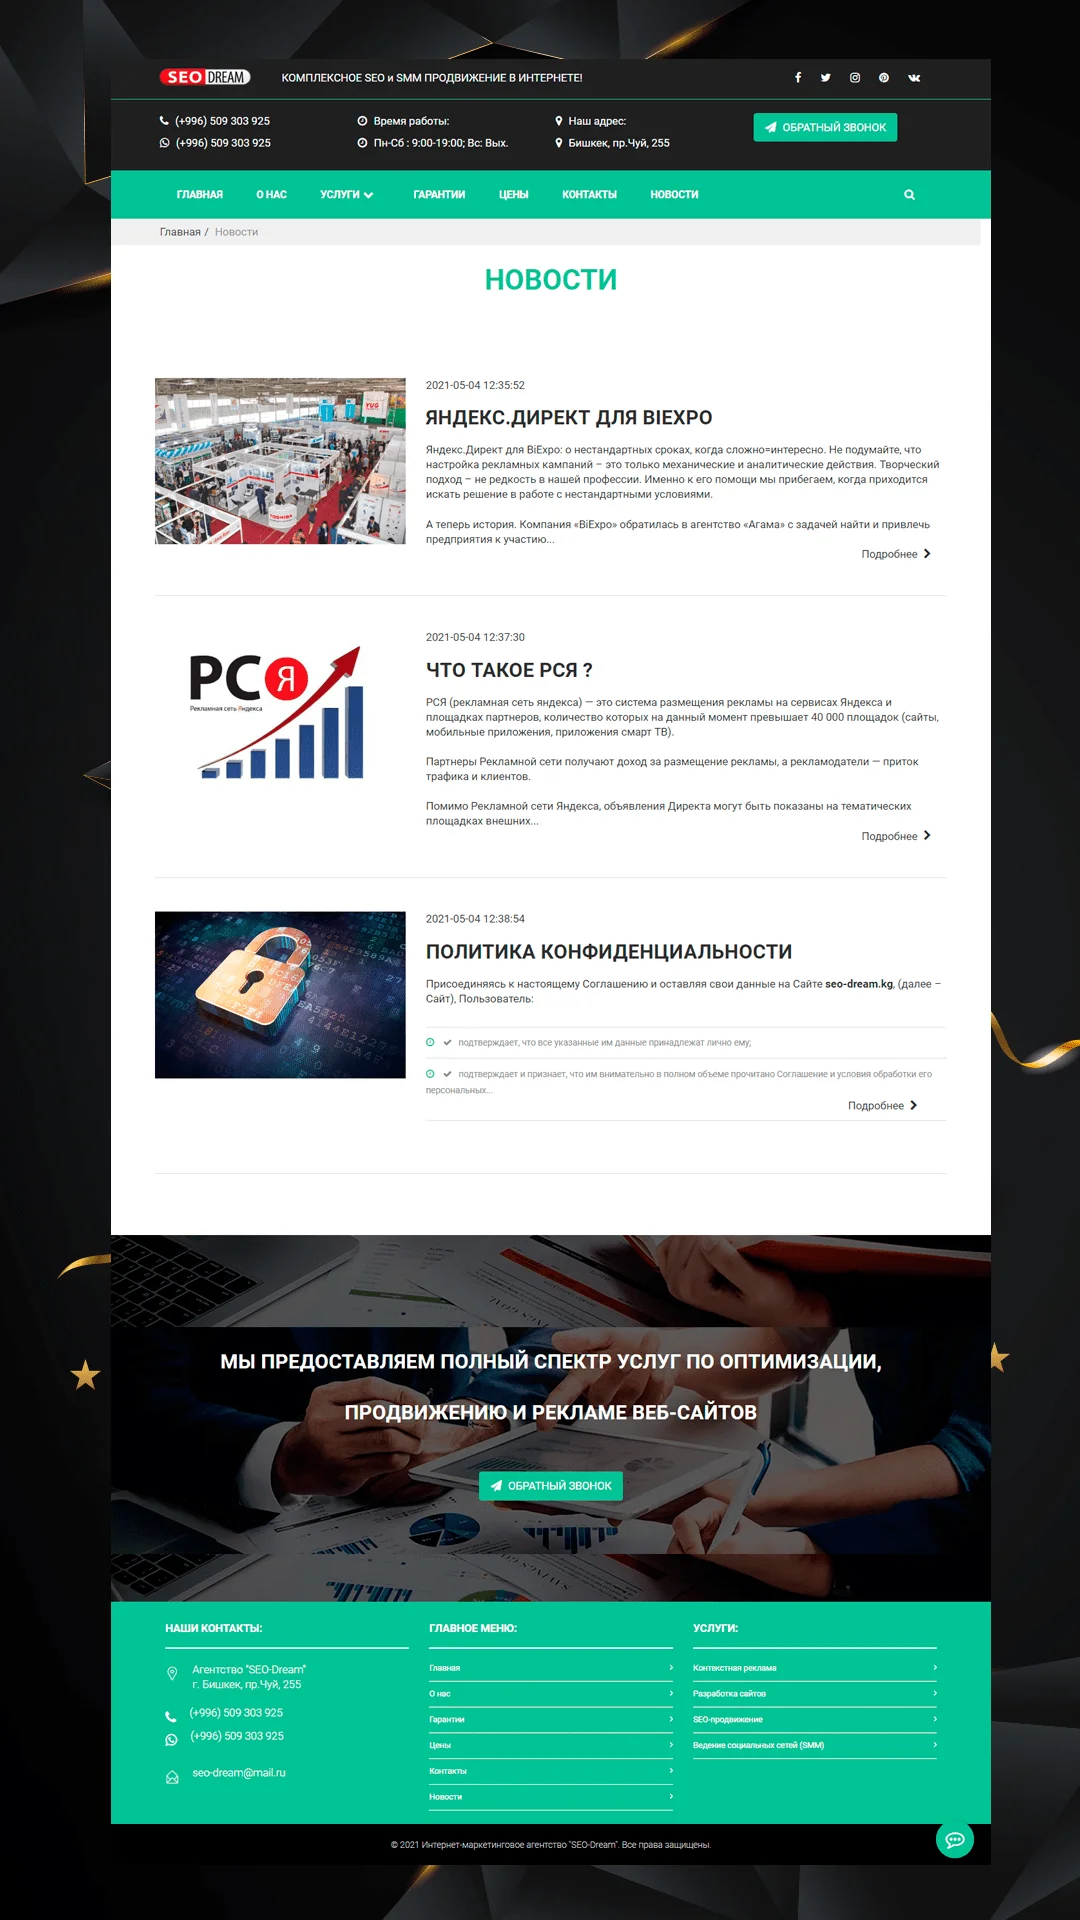 SEO DREAM
КОМПЛЕКСНОЕ SEO и SMM ПРОДВИЖЕНИЕ В ИНТЕРНЕТЕ!
(+996) 509 303 925
(+996) 509 303 925
Время работы:
Пн-Сб : 9:00-19:00; Вс: Вых.
Наш адрес:
Бишкек, пр.Чуй, 255
ОБРАТНЫЙ ЗВОНОК
ГЛАВНАЯ О НАС УСЛУГИ ГАРАНТИИ ЦЕНЫ КОНТАКТЫ НОВОСТИ
Главная / Новости
НОВОСТИ
2021-05-04 12:35:52
ЯНДЕКС.ДИРЕКТ ДЛЯ BIEXPO
Яндекс.Директ для BiExpo: о нестандартных сроках, когда сложно=интересно. Не подумайте, что
настройка рекламных кампаний – это только механические и аналитические действия. Творческий
подход – не редкость в нашей профессии. Именно к его помощи мы прибегаем, когда приходится
искать решение в работе с нестандартными условиями.
А теперь история. Компания «BiExpo» обратилась в агентство «Агама» с задачей найти и привлечь
предприятия к участию...
Подробнее
YUG
TOSHIBA
2021-05-04 12:37:30
ЧТО ТАКОЕ РСЯ ?
РСЯ
Рекламная сеть Яндекса
РСЯ (рекламная сеть яндекса) — это система размещения рекламы на сервисах Яндекса и
площадках партнеров, количество которых на данный момент превышает 40 000 площадок (сайты,
мобильные приложения, приложения смарт ТВ).
Партнеры Рекламной сети получают доход за размещение рекламы, а рекламодатели — приток
трафика и клиентов.
Помимо Рекламной сети Яндекса, объявления Директа могут быть показаны на тематических
площадках внешних...
Подробнее
2021-05-04 12:38:54
ПОЛИТИКА КОНФИДЕНЦИАЛЬНОСТИ
Присоединяясь к настоящему Соглашению и оставляя свои данные на Сайте seo-dream.kg, (далее –
Сайт), Пользователь:
подтверждает, что все указанные им данные принадлежат лично ему;
подтверждает и признает, что им внимательно в полном объеме прочитано Соглашение и условия обработки его
персональных...
Подробнее
МЫ ПРЕДОСТАВЛЯЕМ ПОЛНЫЙ СПЕКТР УСЛУГ ПО ОПТИМИЗАЦИИ,
ПРОДВИЖЕНИЮ И РЕКЛАМЕ ВЕБ-САЙТОВ
ОБРАТНЫЙ ЗВОНОК
НАШИ КОНТАКТЫ:
Агентство "SEO-Dream"
г. Бишкек, пр.Чуй, 255
(+996) 509 303 925
(+996) 509 303 925
seo-dream@mail.ru
ГЛАВНОЕ МЕНЮ:
Главная
О нас
Гарантии
Цены
Контакты
Новости
УСЛУГИ:
Контекстная реклама
Разработка сайтов
SEO-продвижение
Ведение социальных сетей (SMM)
© 2021 Интернет-маркетинговое агентство "SEO-Dream". Все права защищены.